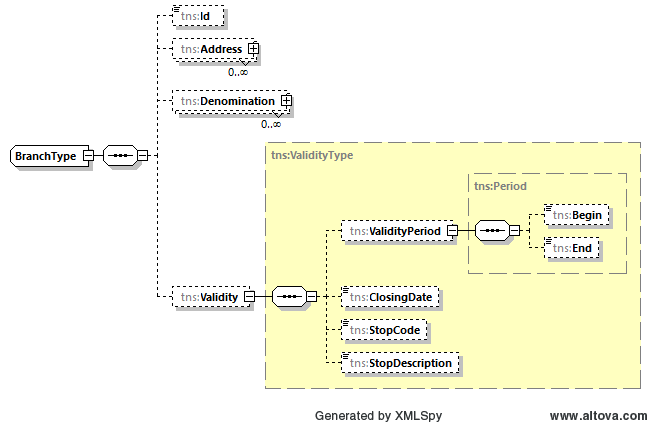 tns:Id
tns:Address
0..∞
tns:Denomination
0..∞
BranchType
tns:ValidityType
tns:Period
tns:Begin
tns:ValidityPeriod
tns:End
tns:Validity
tns:ClosingDate
tns:StopCode
tns:StopDescription
Generated by XMLSpy
www.altova.com